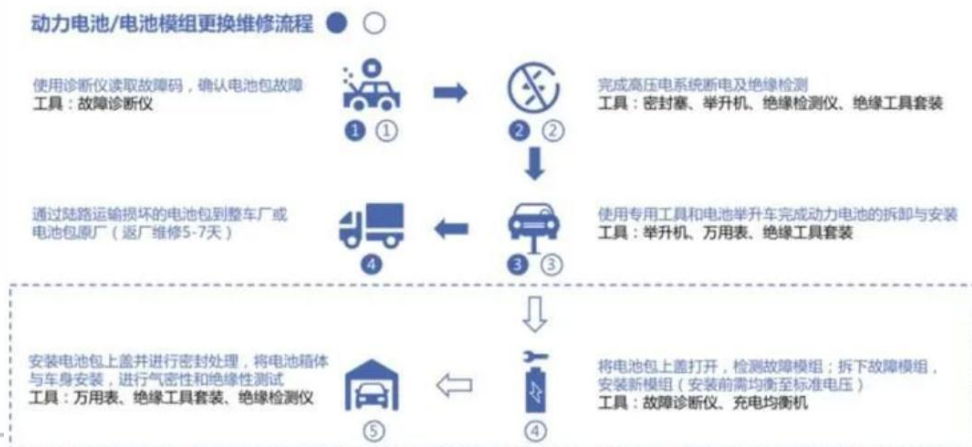 动力电池/电池模组更换维修流程
使用诊断仪读取故障码，确认电池包故障
工具：故障诊断仪
1 ①
完成高压电系统断电及绝缘检测
工具：密封塞、举升机、绝缘检测仪、绝缘工具套装
2 ②
通过陆路运输损坏的电池包到整车厂或
电池包原厂（返厂维修5-7天）
4
使用专用工具和电池举升车完成动力电池的拆卸与安装
工具：举升机、万用表、绝缘工具套装
3 ③
安装电池包上盖并进行密封处理，将电池箱体
与车身安装，进行气密性和绝缘性测试
工具：万用表、绝缘工具套装、绝缘检测仪
⑤
将电池包上盖打开，检测故障模组；拆下故障模组，
安装新模组（安装前需均衡至标准电压）
工具：故障诊断仪、充电均衡机
④